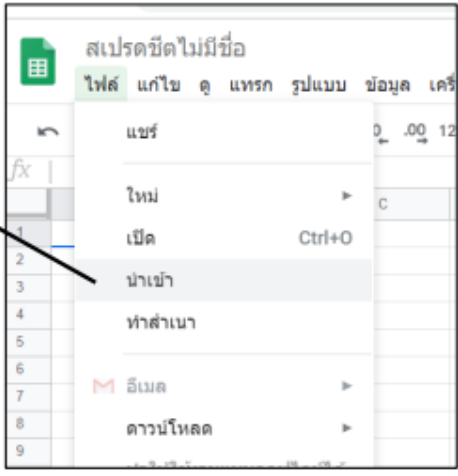 สเปรดชีตไม่มีชื่อ
ไฟล์ แก้ไข ดู แทรก รูปแบบ ข้อมูล
แชร์ .00 12
fx
ใหม่ C
1
เปิด Ctrl+O
2
นำเข้า
3
4
ทำสำเนา
5
6
อีเมล
7
ดาวน์โหลด
8
9